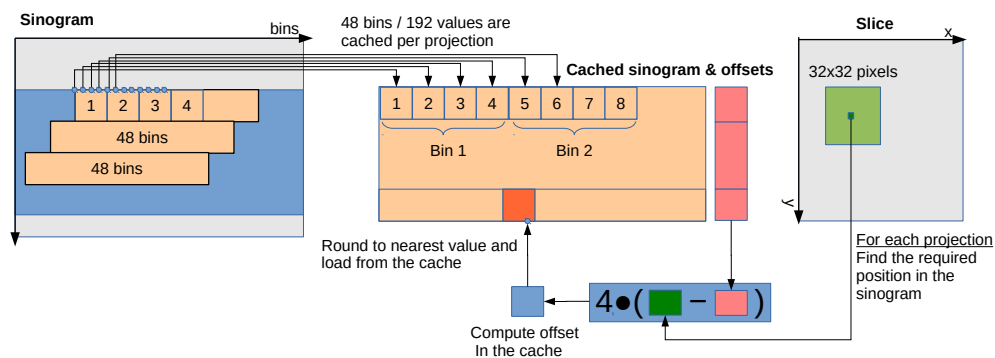 Sinogram
bins
48 bins / 192 values are
cached per projection
1 2 3 4
48 bins
48 bins
Cached sinogram & offsets
1 2 3 4 5 6 7 8
Bin 1 Bin 2
Round to nearest value and
load from the cache
4●( − )
Compute offset
In the cache
Slice
x
32x32 pixels
y
For each projection
Find the required
position in the
sinogram